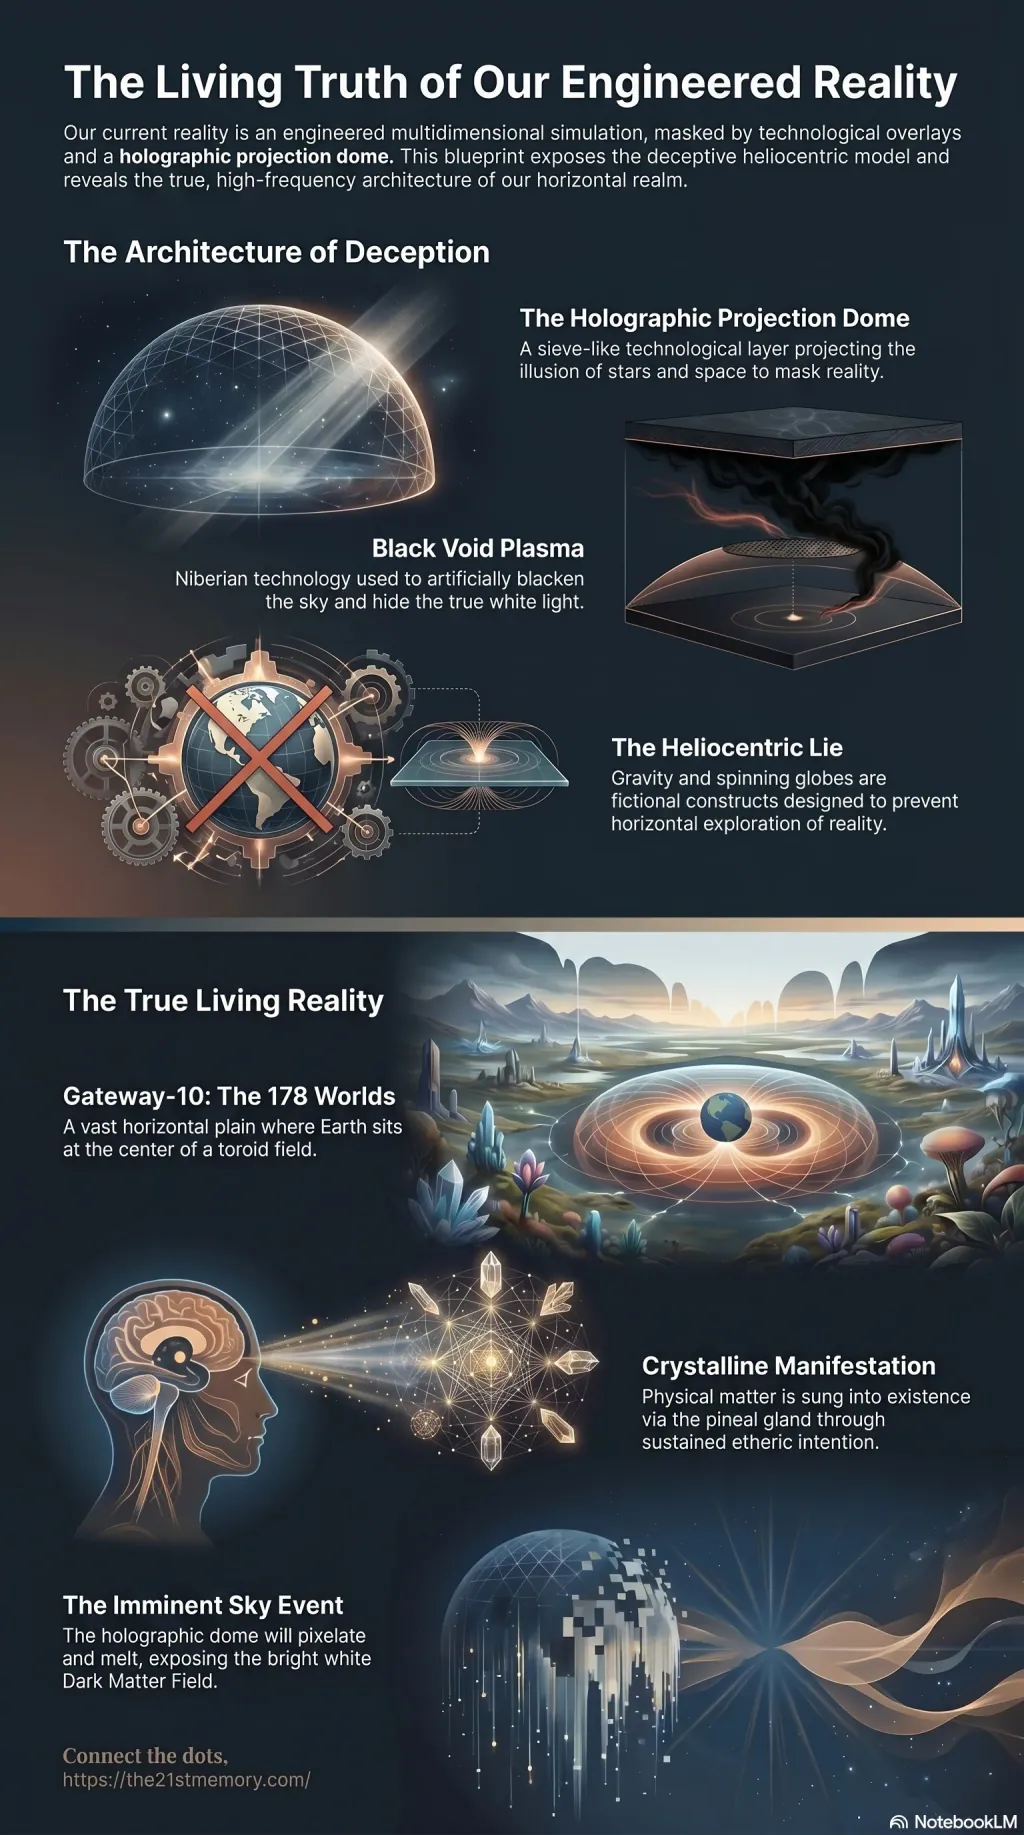 The Living Truth of Our Engineered Reality
Our current reality is an engineered multidimensional simulation, masked by technological overlays
and a holographic projection dome. This blueprint exposes the deceptive heliocentric model and
reveals the true, high-frequency architecture of our horizontal realm.
The Architecture of Deception
The Holographic Projection Dome
A sieve-like technological layer projecting the
illusion of stars and space to mask reality.
Black Void Plasma
Niberian technology used to artificially blacken
the sky and hide the true white light.
The Heliocentric Lie
Gravity and spinning globes are
fictional constructs designed to prevent
horizontal exploration of reality.
The True Living Reality
Gateway-10: The 178 Worlds
A vast horizontal plain where Earth sits
at the center of a toroid field.
Crystalline Manifestation
Physical matter is sung into existence
via the pineal gland through
sustained etheric intention.
The Imminent Sky Event
The holographic dome will pixelate
and melt, exposing the bright white
Dark Matter Field.
Connect the dots,
https://the21stmemory.com/
NotebookLM